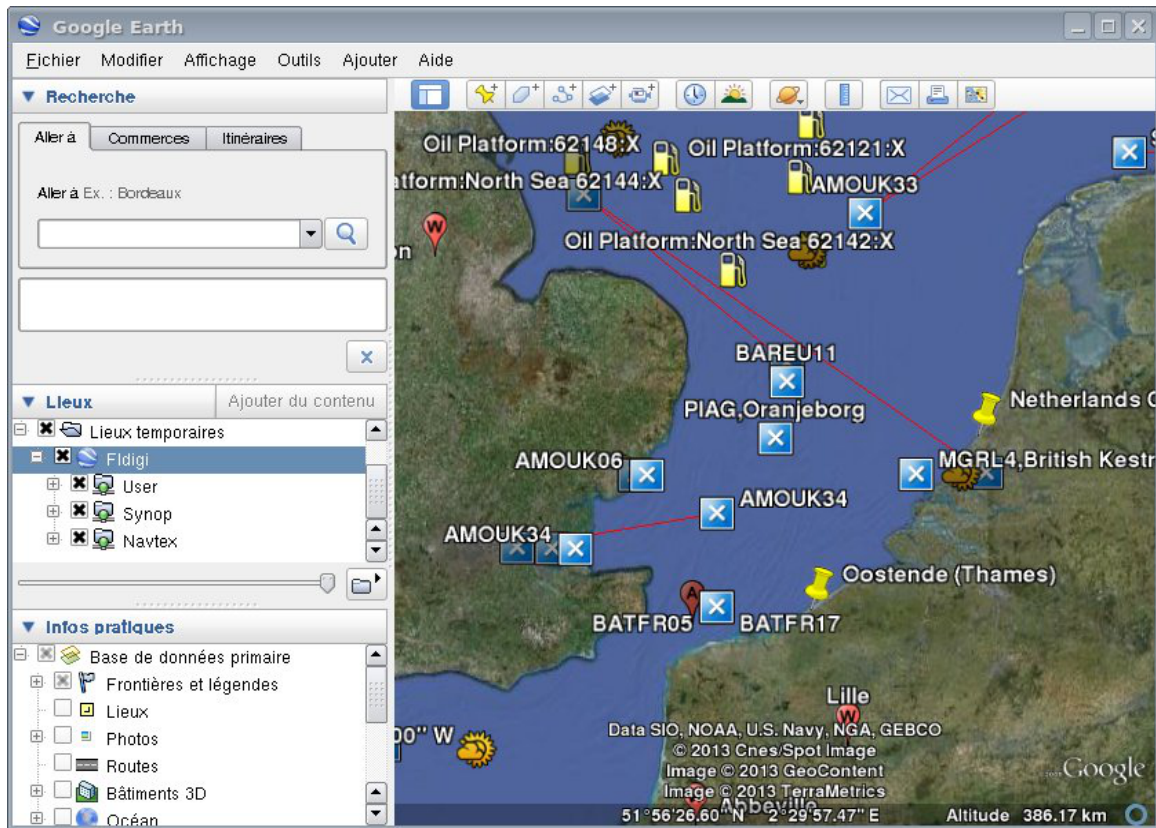 Google Earth
Fichier Modifier Affichage Outils Ajouter Aide
Recherche
Aller à Commerces Itinéraires
Aller à Ex. : Bordeaux
Lieux
Ajouter du contenu
Lieux temporaires
Fldigi
User
Synop
Navtex
Infos pratiques
Base de données primaire
Frontières et légendes
Lieux
Photos
Routes
Bâtiments 3D
Océan
Oil Platform:62148:X
Oil Platform:62121:X
atform:North Sea 62144:X
AMOUK33
W
on
Oil Platform:North Sea 62142:X
BAREU11
Netherlands
PIAG,Oranjeborg
AMOUK06
MGRL4,British Kestr
AMOUK34
AMOUK34
Oostende (Thames)
A
BATFR05
BATFR17
Lille
W
00" W
Data SIO, NOAA, U.S. Navy, NGA, GEBCO
© 2013 Cnes/Spot Image
Image © 2013 GeoContent
Image © 2013 TerraMetrics
Google
Abbeville
51°56'26.60" N 2°29'57.47" E
Altitude 386.17 km